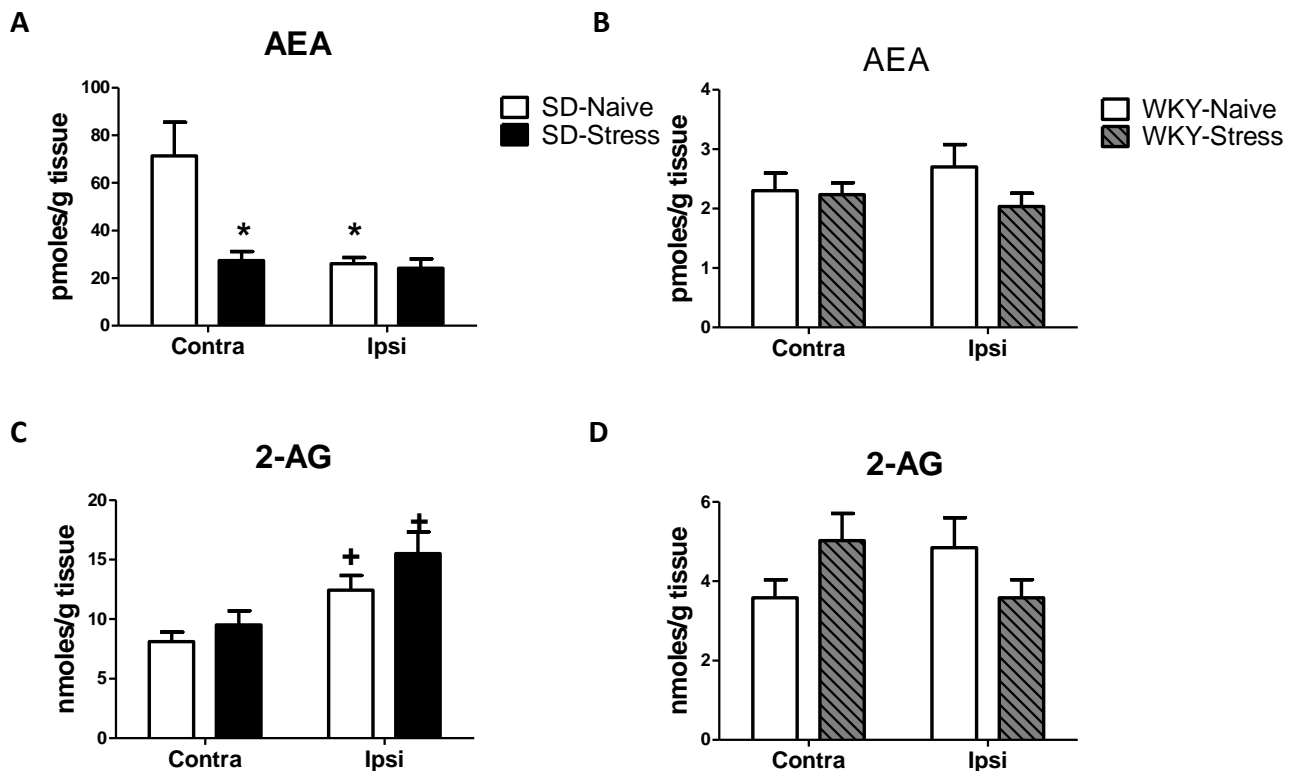 A
AEA
100
80
60
40
20
0
pmoles/g tissue
*
*
Contra
Ipsi
SD-Naive
SD-Stress
B
AEA
4
3
2
1
0
pmoles/g tissue
Contra
Ipsi
WKY-Naive
WKY-Stress
C
2-AG
20
15
10
5
0
nmoles/g tissue
+
+
Contra
Ipsi
D
2-AG
6
4
2
0
nmoles/g tissue
Contra
Ipsi